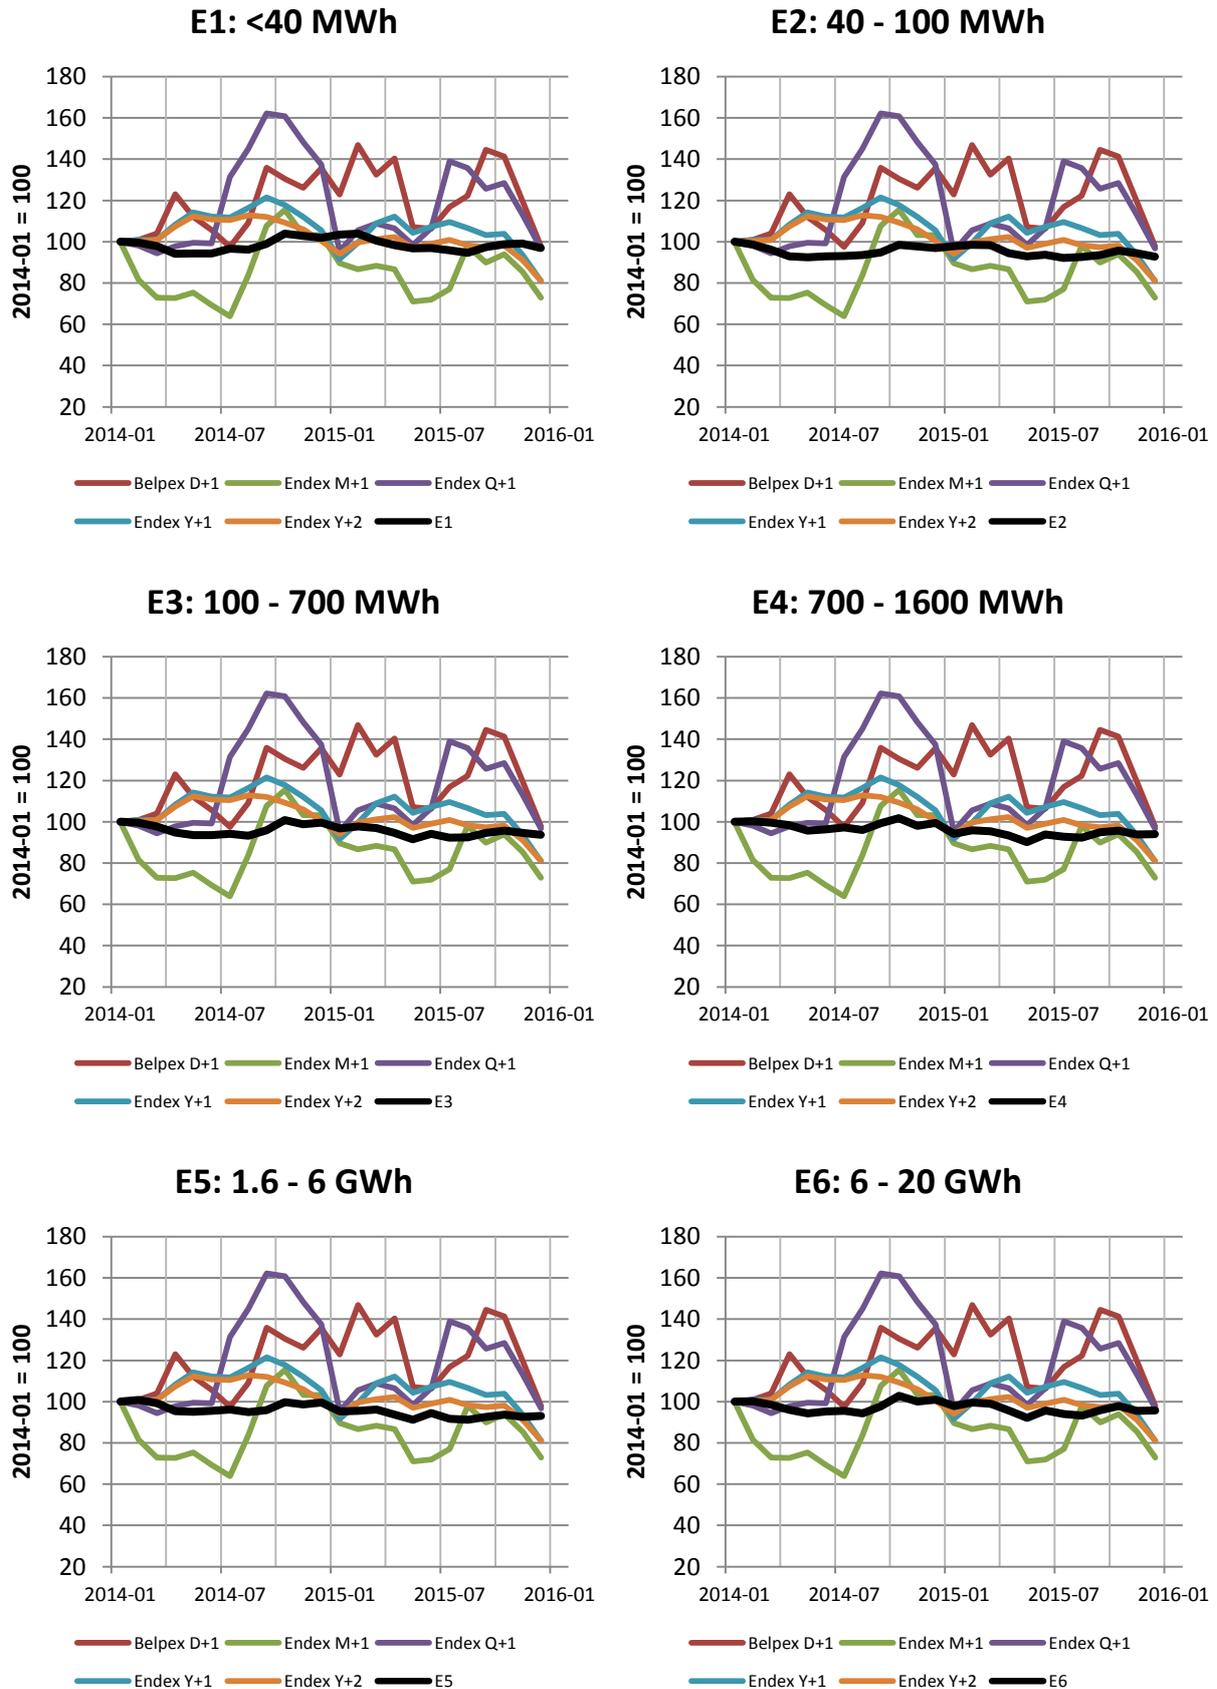 E1: <40 MWh
2014-01 = 100
180
160
140
120
100
80
60
40
20
2014-01 2014-07 2015-01 2015-07 2016-01
Belpex D+1 Endex M+1 Endex Q+1
Endex Y+1 Endex Y+2 E1
E2: 40 - 100 MWh
2014-01 = 100
180
160
140
120
100
80
60
40
20
2014-01 2014-07 2015-01 2015-07 2016-01
Belpex D+1 Endex M+1 Endex Q+1
Endex Y+1 Endex Y+2 E2
E3: 100 - 700 MWh
2014-01 = 100
180
160
140
120
100
80
60
40
20
2014-01 2014-07 2015-01 2015-07 2016-01
Belpex D+1 Endex M+1 Endex Q+1
Endex Y+1 Endex Y+2 E3
E4: 700 - 1600 MWh
2014-01 = 100
180
160
140
120
100
80
60
40
20
2014-01 2014-07 2015-01 2015-07 2016-01
Belpex D+1 Endex M+1 Endex Q+1
Endex Y+1 Endex Y+2 E4
E5: 1.6 - 6 GWh
2014-01 = 100
180
160
140
120
100
80
60
40
20
2014-01 2014-07 2015-01 2015-07 2016-01
Belpex D+1 Endex M+1 Endex Q+1
Endex Y+1 Endex Y+2 E5
E6: 6 - 20 GWh
2014-01 = 100
180
160
140
120
100
80
60
40
20
2014-01 2014-07 2015-01 2015-07 2016-01
Belpex D+1 Endex M+1 Endex Q+1
Endex Y+1 Endex Y+2 E6